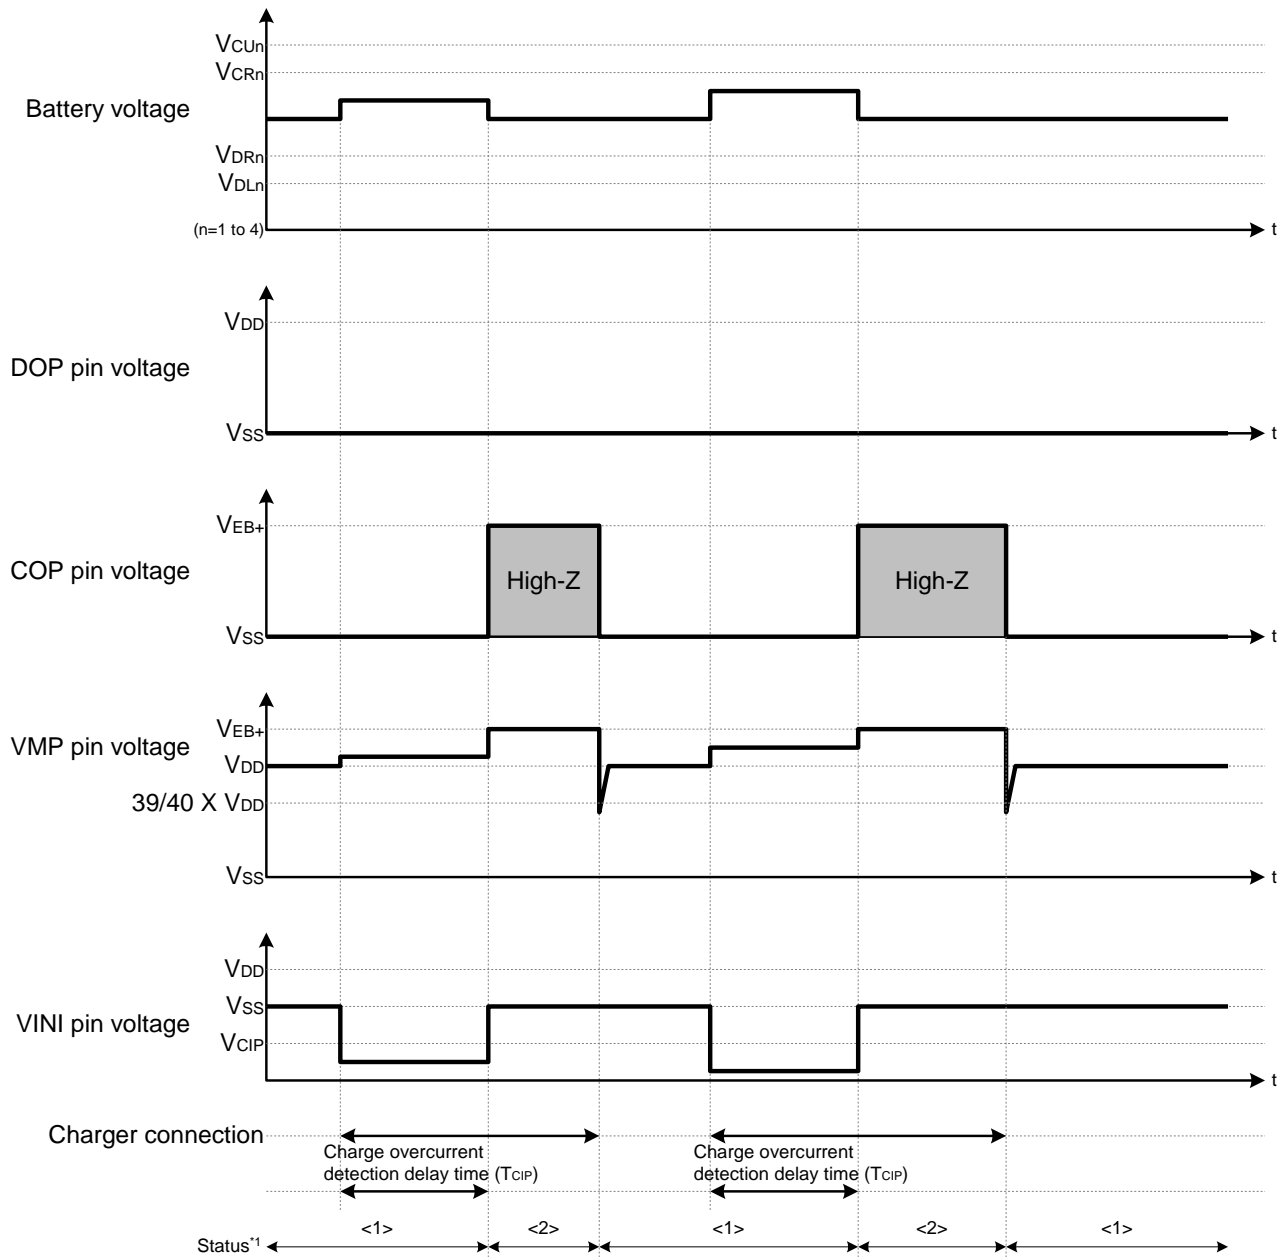 VCUn
VCRn
Battery voltage
VDRn
VDLn
(n=1 to 4)
t
VDD
DOP pin voltage
VSS
t
VEB+
COP pin voltage
High-Z
High-Z
VSS
t
VEB+
VMP pin voltage
VDD
39/40 X VDD
VSS
t
VDD
VSS
VINI pin voltage
VCIP
t
Charger connection
Charge overcurrent
detection delay time (TCIP)
Charge overcurrent
detection delay time (TCIP)
<1>
<2>
<1>
<2>
<1>
Status*1